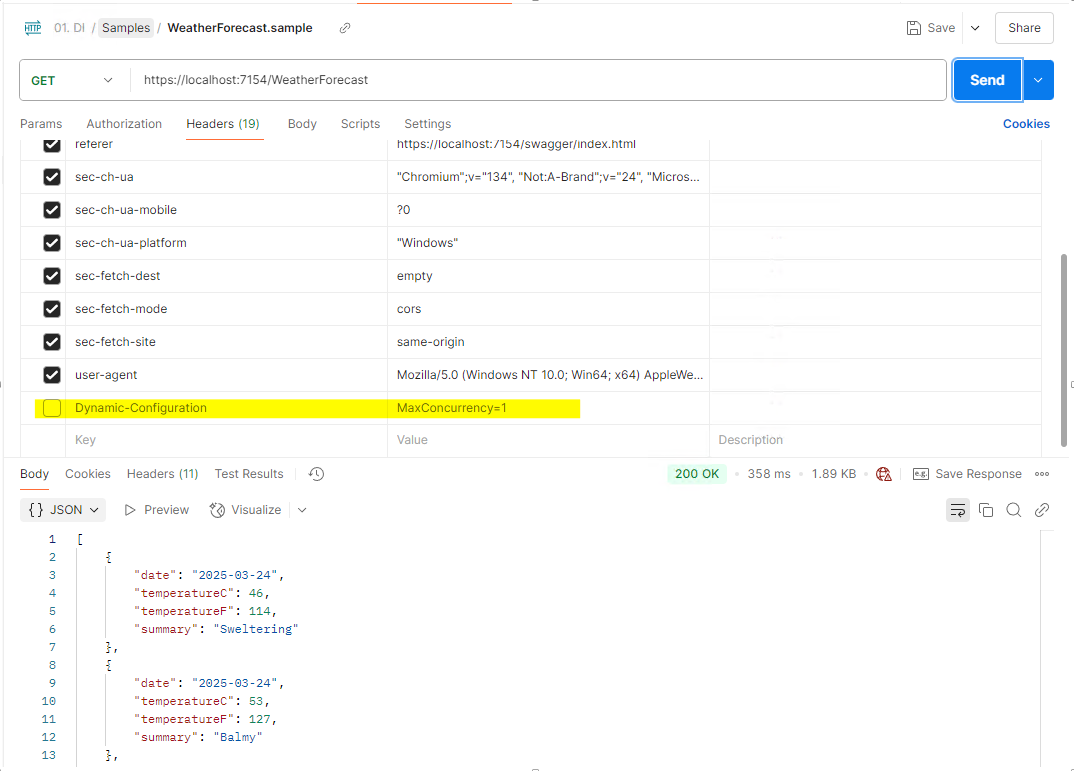 HTTP 01. DI / Samples / WeatherForecast.sample Save Share
GET https://localhost:7154/WeatherForecast Send
Params Authorization Headers (19) Body Scripts Settings Cookies
referer https://localhost:7154/swagger/index.html
sec-ch-ua "Chromium";v="134", "Not:A-Brand";v="24", "Micros...
sec-ch-ua-mobile ?0
sec-ch-ua-platform "Windows"
sec-fetch-dest empty
sec-fetch-mode cors
sec-fetch-site same-origin
user-agent Mozilla/5.0 (Windows NT 10.0; Win64; x64) AppleWe...
Dynamic-Configuration MaxConcurrency=1
Key Value Description
Body Cookies Headers (11) Test Results 200 OK • 358 ms • 1.89 KB • e.g. Save Response
{} JSON Preview Visualize
1 [
2 {
3 "date": "2025-03-24",
4 "temperatureC": 46,
5 "temperatureF": 114,
6 "summary": "Sweltering"
7 },
8 {
9 "date": "2025-03-24",
10 "temperatureC": 53,
11 "temperatureF": 127,
12 "summary": "Balmy"
13 },